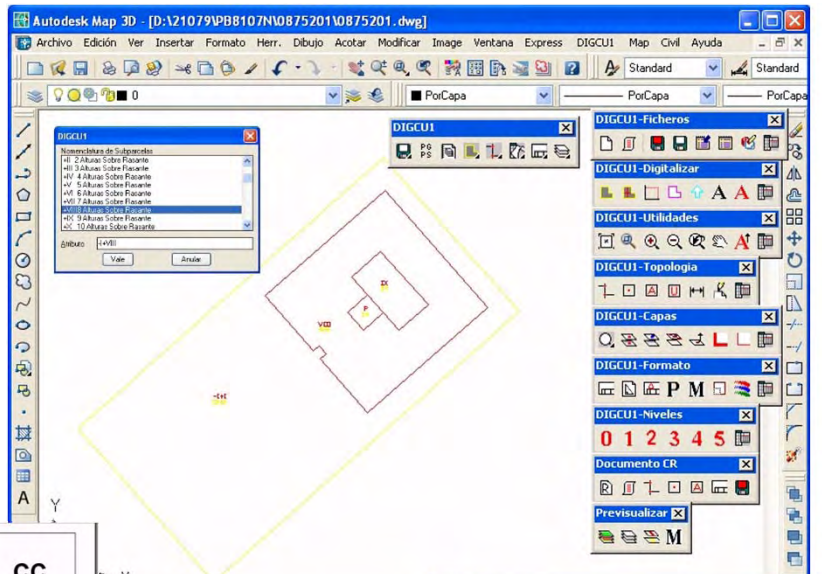 Autodesk Map 3D - [D:\21079\PB8107N\0875201\0875201.dwg]
Archivo Edición Ver Insertar Formato Herr. Dibujo Acotar Modificar Image Ventana Express DIGCU1 Map Civil Ayuda
Standard Standard
0 PorCapa PorCapa PorCapa
DIGCU1
Nomenclatura de Subparcelas
+II 2 Alturas Sobre Rasante
+III 3 Alturas Sobre Rasante
+IV 4 Alturas Sobre Rasante
+V 5 Alturas Sobre Rasante
+VI 6 Alturas Sobre Rasante
+VII 7 Alturas Sobre Rasante
+VIII 8 Alturas Sobre Rasante
+IX 9 Alturas Sobre Rasante
+X 10 Alturas Sobre Rasante
Atributo -I+VIII
Vale Anular
DIGCU1
PG
PS
DIGCU1-Ficheros
DIGCU1-Digitalizar
A A
DIGCU1-Utilidades
DIGCU1-Topologia
DIGCU1-Capas
DIGCU1-Formato
P M
DIGCU1-Niveles
0 1 2 3 4 5
Documento CR
Previsualizar
M
IX
P
VIII
-I+I
A
Y
CC